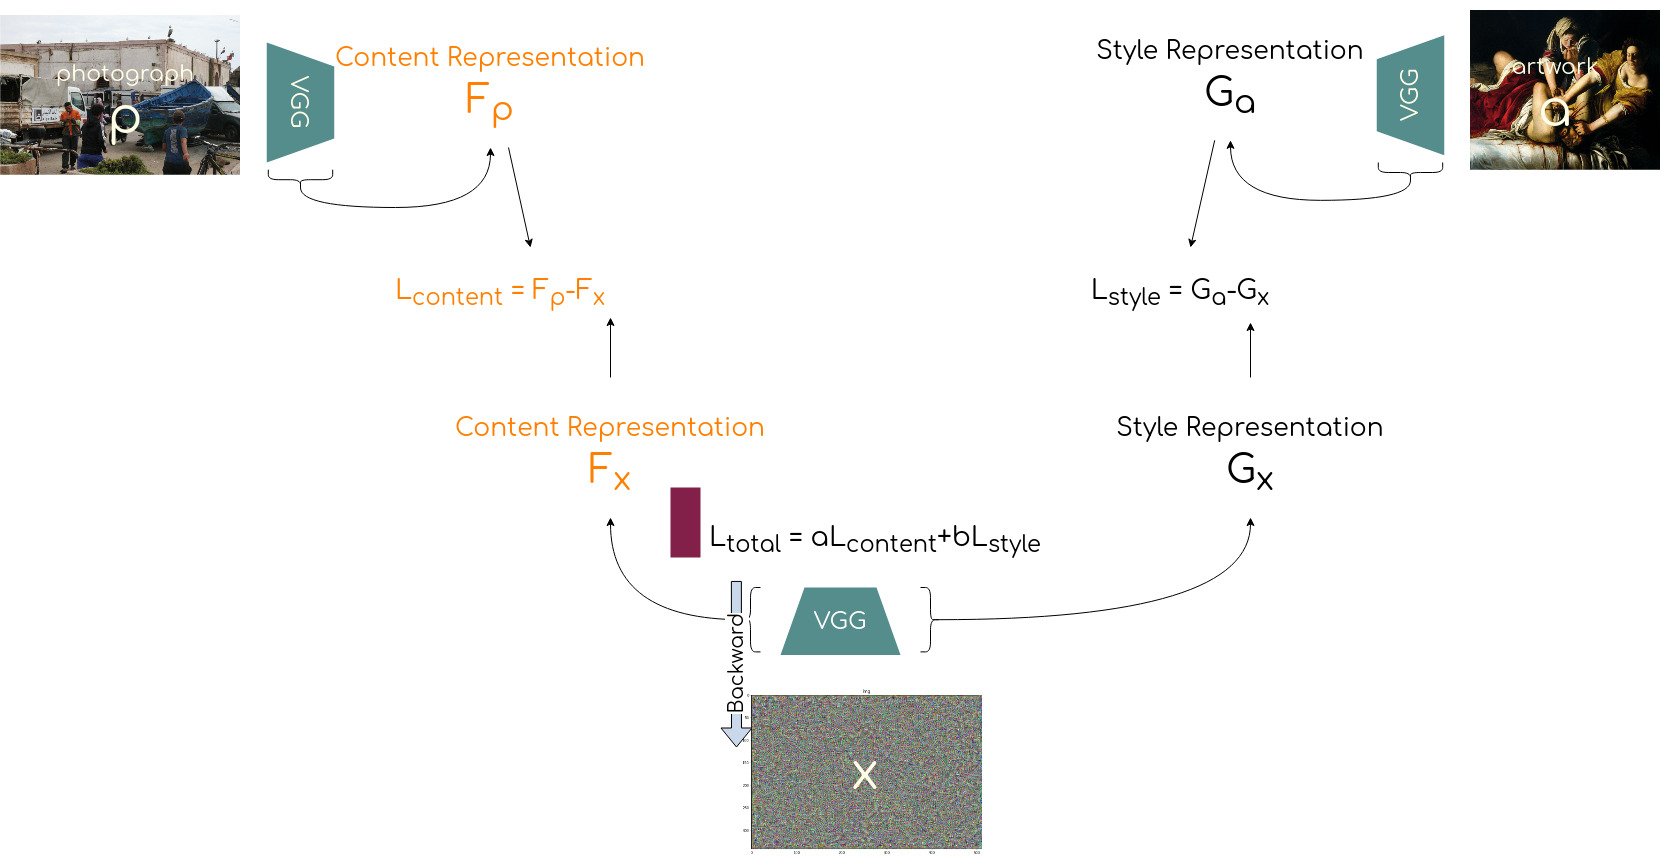 photograph
p
VGG
Content Representation
Fp
Style Representation
Ga
VGG
artwork
a
Lcontent = Fp-Fx
Lstyle = Ga-Gx
Content Representation
Fx
Style Representation
Gx
Ltotal = aLcontent+bLstyle
VGG
Backward
img
x